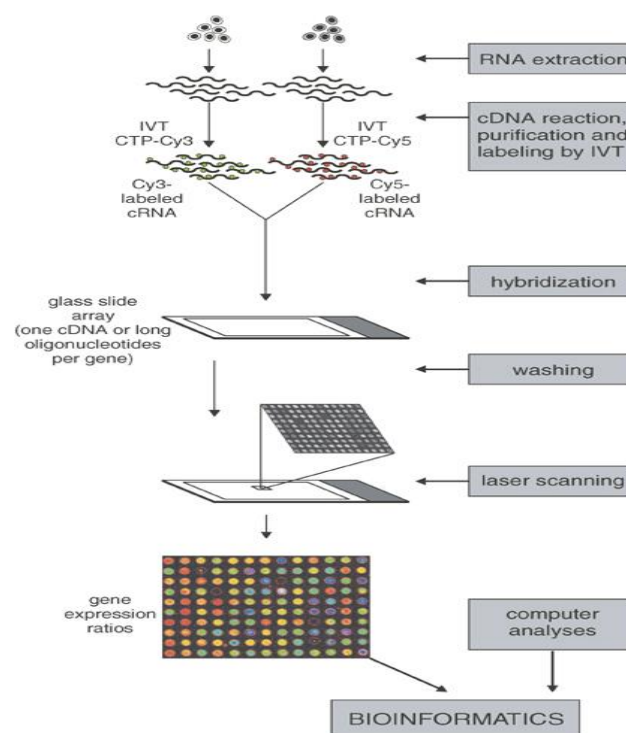 RNA extraction
IVT
CTP-Cy3
IVT
CTP-Cy5
cDNA reaction,
purification and
labeling by IVT
Cy3-
labeled
cRNA
Cy5-
labeled
cRNA
hybridization
glass slide
array
(one cDNA or long
oligonucleotides
per gene)
washing
laser scanning
gene
expression
ratios
computer
analyses
BIOINFORMATICS